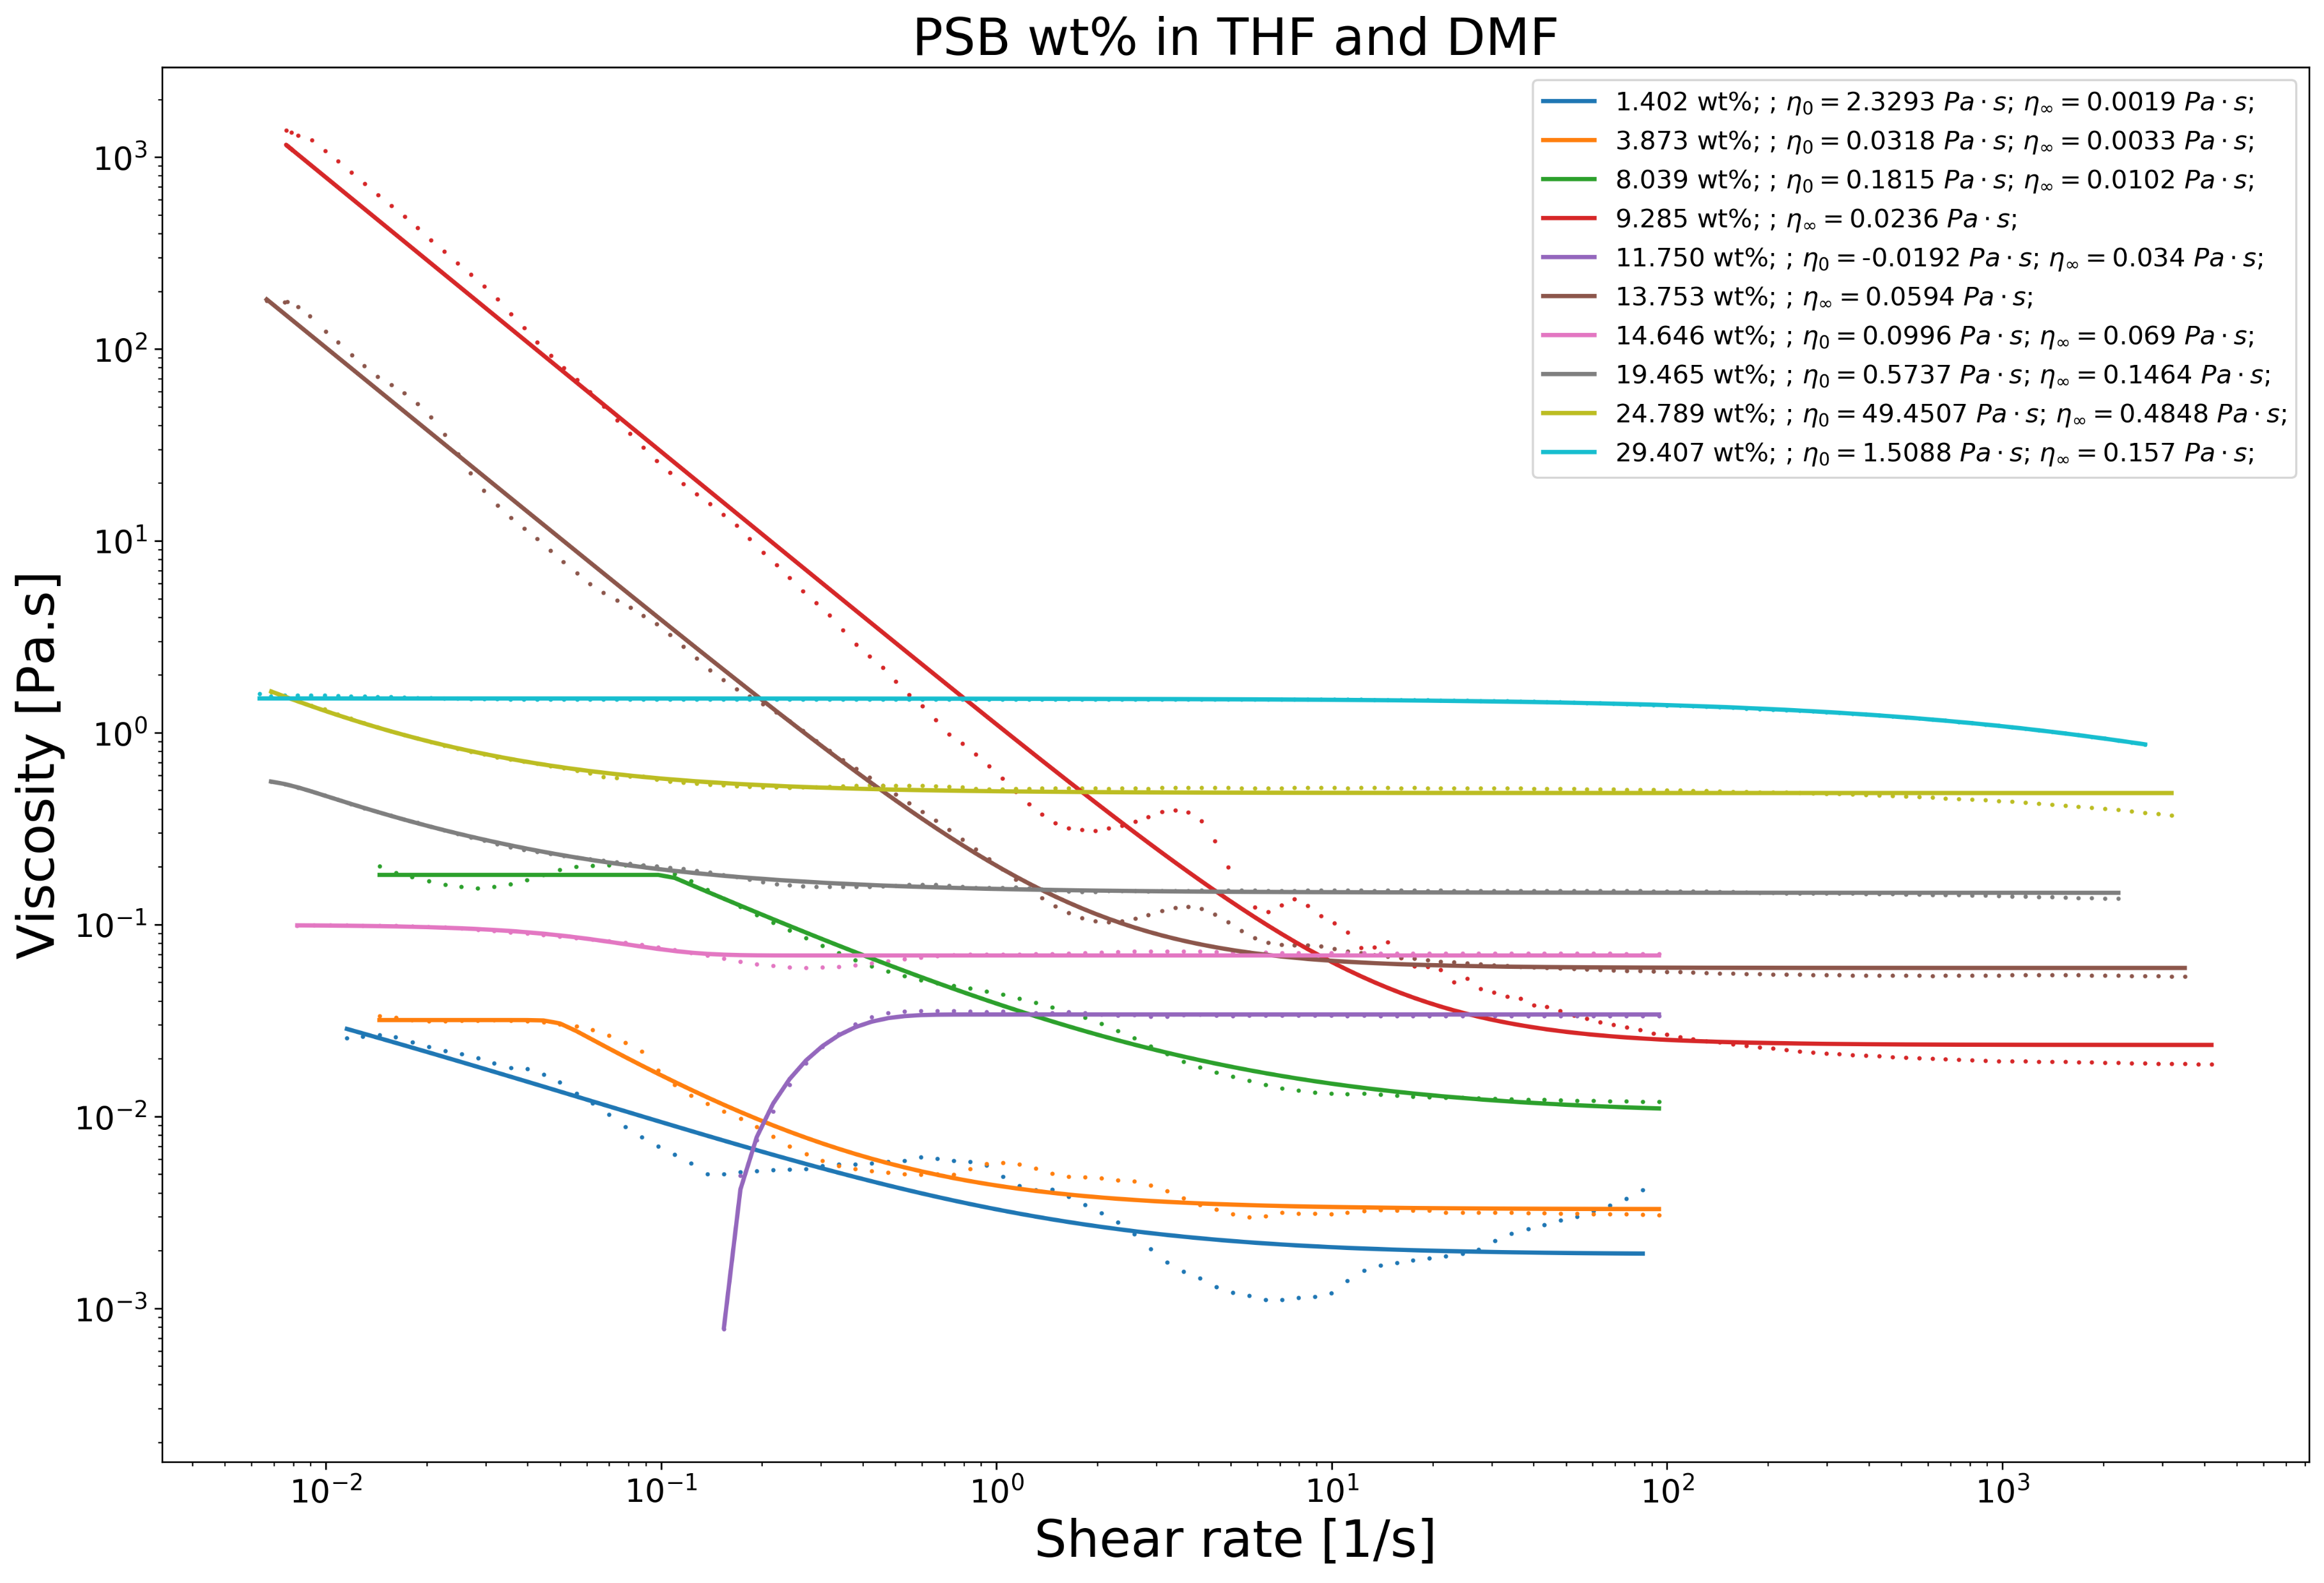 PSB wt% in THF and DMF
1.402 wt%; ; η₀ = 2.3293 Pa · s; η∞ = 0.0019 Pa · s;
3.873 wt%; ; η₀ = 0.0318 Pa · s; η∞ = 0.0033 Pa · s;
8.039 wt%; ; η₀ = 0.1815 Pa · s; η∞ = 0.0102 Pa · s;
9.285 wt%; ; η∞ = 0.0236 Pa · s;
11.750 wt%; ; η₀ = -0.0192 Pa · s; η∞ = 0.034 Pa · s;
13.753 wt%; ; η∞ = 0.0594 Pa · s;
14.646 wt%; ; η₀ = 0.0996 Pa · s; η∞ = 0.069 Pa · s;
19.465 wt%; ; η₀ = 0.5737 Pa · s; η∞ = 0.1464 Pa · s;
24.789 wt%; ; η₀ = 49.4507 Pa · s; η∞ = 0.4848 Pa · s;
29.407 wt%; ; η₀ = 1.5088 Pa · s; η∞ = 0.157 Pa · s;
Viscosity [Pa.s]
10³
10²
10¹
10⁰
10⁻¹
10⁻²
10⁻³
10⁻² 10⁻¹ 10⁰ 10¹ 10² 10³
Shear rate [1/s]